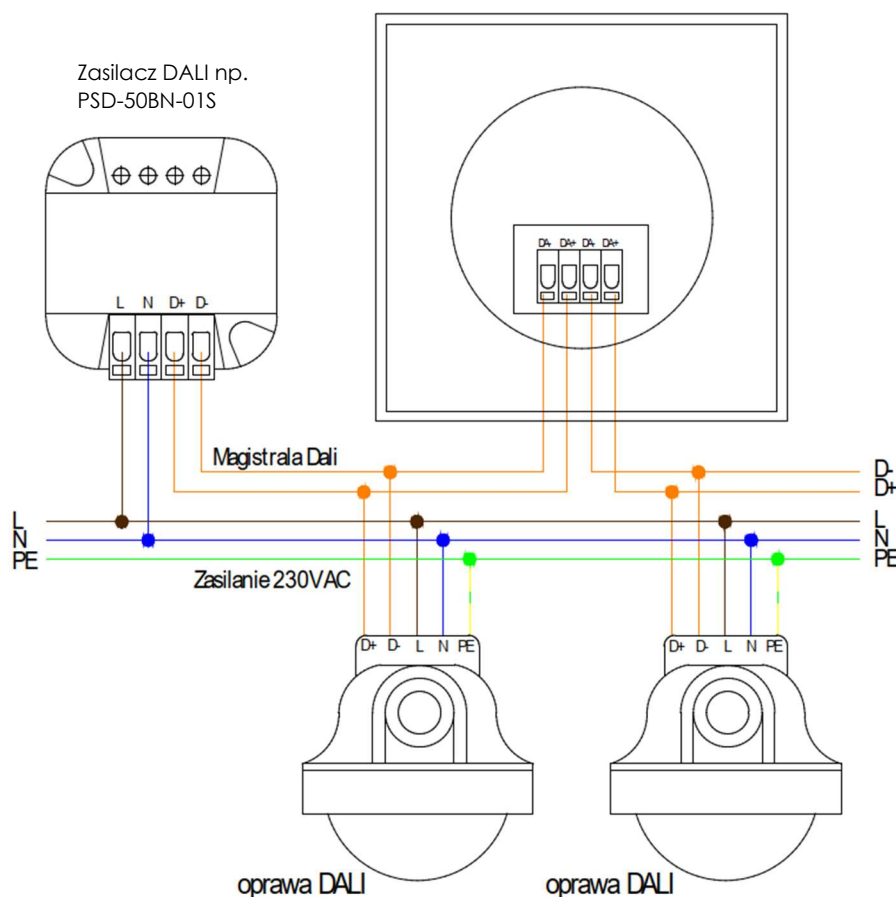 Zasilacz DALI np.
PSD-50BN-01S
DA- DA+ DA- DA+
L N D+ D-
Magistrala Dali
D-
D+
L L
N N
PE PE
Zasilanie 230VAC
D+ D- L N PE D+ D- L N PE
oprawa DALI oprawa DALI